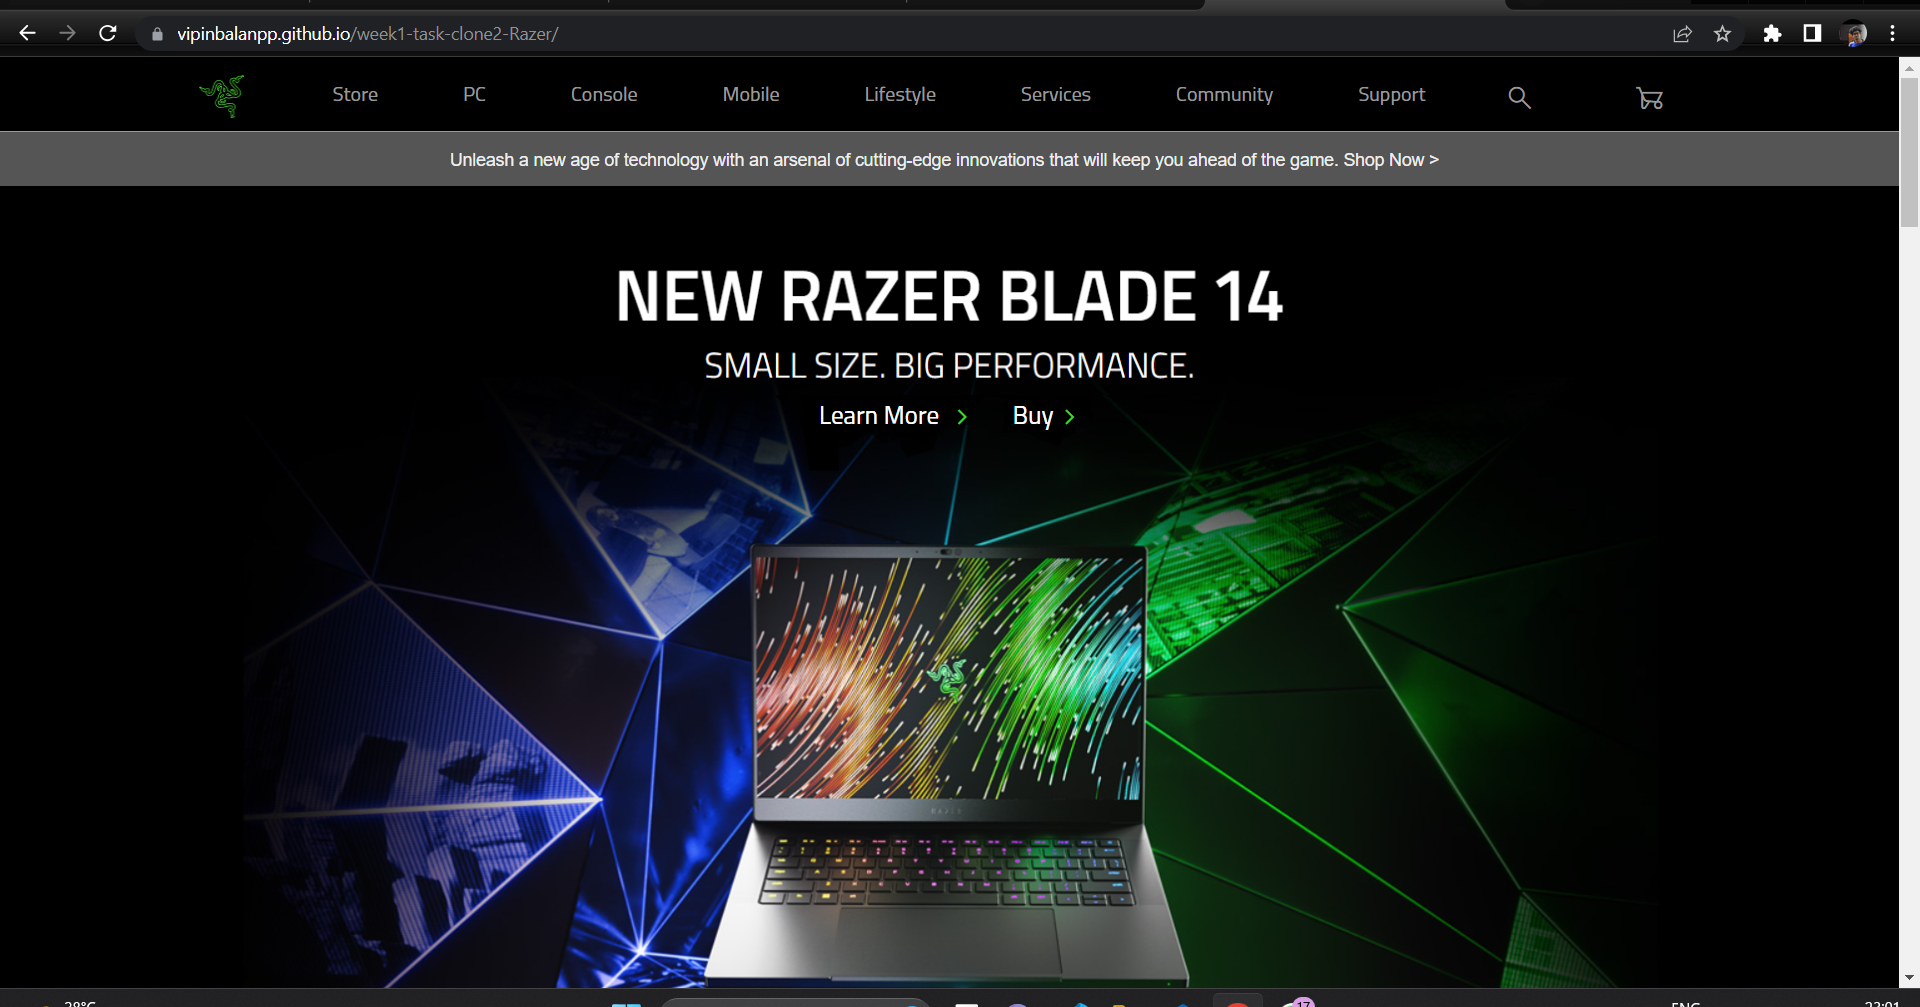 vipinbalanpp.github.io/week1-task-clone2-Razer/
Store PC Console Mobile Lifestyle Services Community Support
Unleash a new age of technology with an arsenal of cutting-edge innovations that will keep you ahead of the game. Shop Now >
NEW RAZER BLADE 14
SMALL SIZE. BIG PERFORMANCE.
Learn More > Buy >
RAZER
17